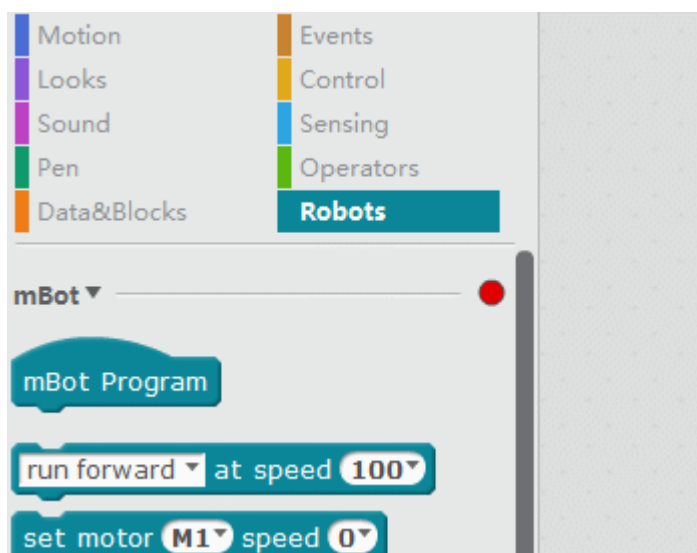 Motion Events
Looks Control
Sound Sensing
Pen Operators
Data&Blocks Robots
mBot
mBot Program
run forward at speed 100
set motor M1 speed 0